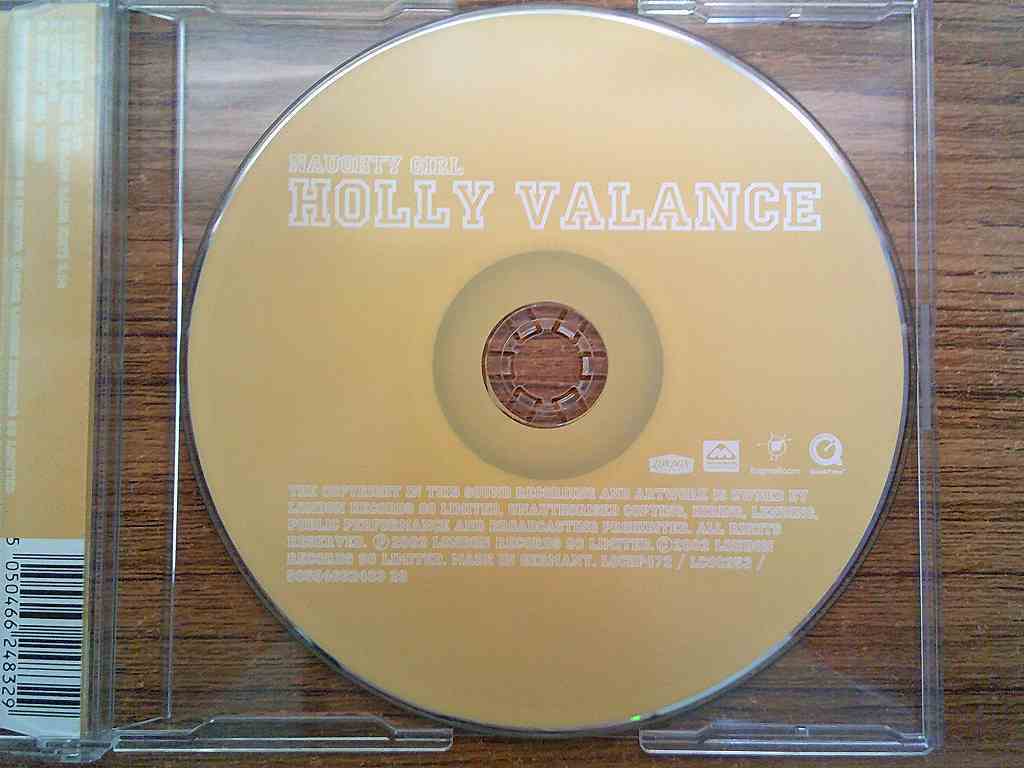 NAUGHTY GIRL
HOLLY VALANCE
LONDON
THE COPYRIGHT IN THIS SOUND RECORDING AND ARTWORK IS OWNED BY
LONDON RECORDS 90 LIMITED. UNAUTHORISED COPYING, HIRING, LENDING,
PUBLIC PERFORMANCE AND BROADCASTING PROHIBITED. ALL RIGHTS
RESERVED. Ⓟ 2002 LONDON RECORDS 90 LIMITED. © 2002 LONDON
RECORDS 90 LIMITED. MADE IN GERMANY.
5 050466 248329